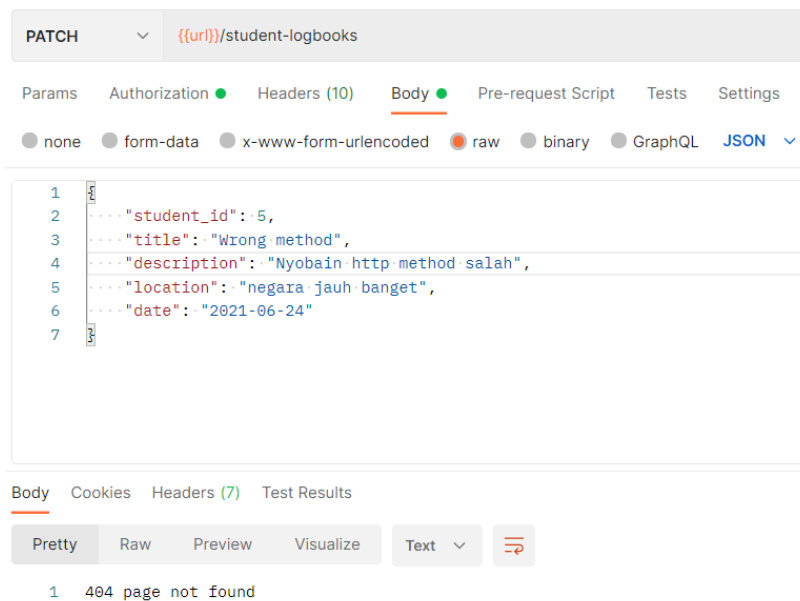 PATCH {{url}}/student-logbooks
Params Authorization Headers (10) Body Pre-request Script Tests Settings
none form-data x-www-form-urlencoded raw binary GraphQL JSON
1 {
2 "student_id": 5,
3 "title": "Wrong method",
4 "description": "Nyobain http method salah",
5 "location": "negara jauh banget",
6 "date": "2021-06-24"
7 }
Body Cookies Headers (7) Test Results
Pretty Raw Preview Visualize Text
1 404 page not found